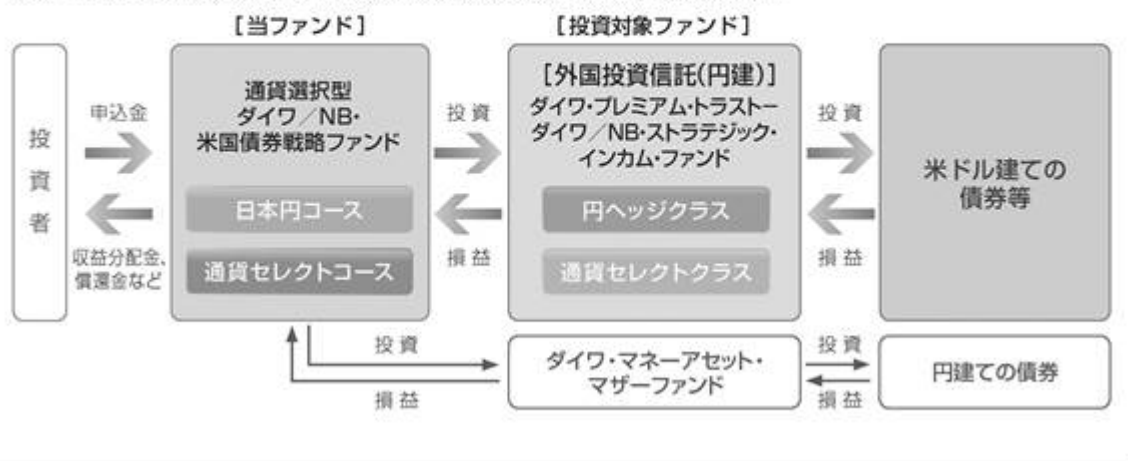 [当ファンド]
[投資対象ファンド]
投資者
申込金
収益分配金、
償還金など
通貨選択型
ダイワ/NB・
米国債券戦略ファンド
日本円コース
通貨セレクトコース
投資
損益
[外国投資信託(円建)]
ダイワ・プレミアム・トラスト−
ダイワ/NB・ストラテジック・
インカム・ファンド
円ヘッジクラス
通貨セレクトクラス
投資
損益
米ドル建ての
債券等
投資
損益
ダイワ・マネーアセット・
マザーファンド
投資
損益
円建ての債券